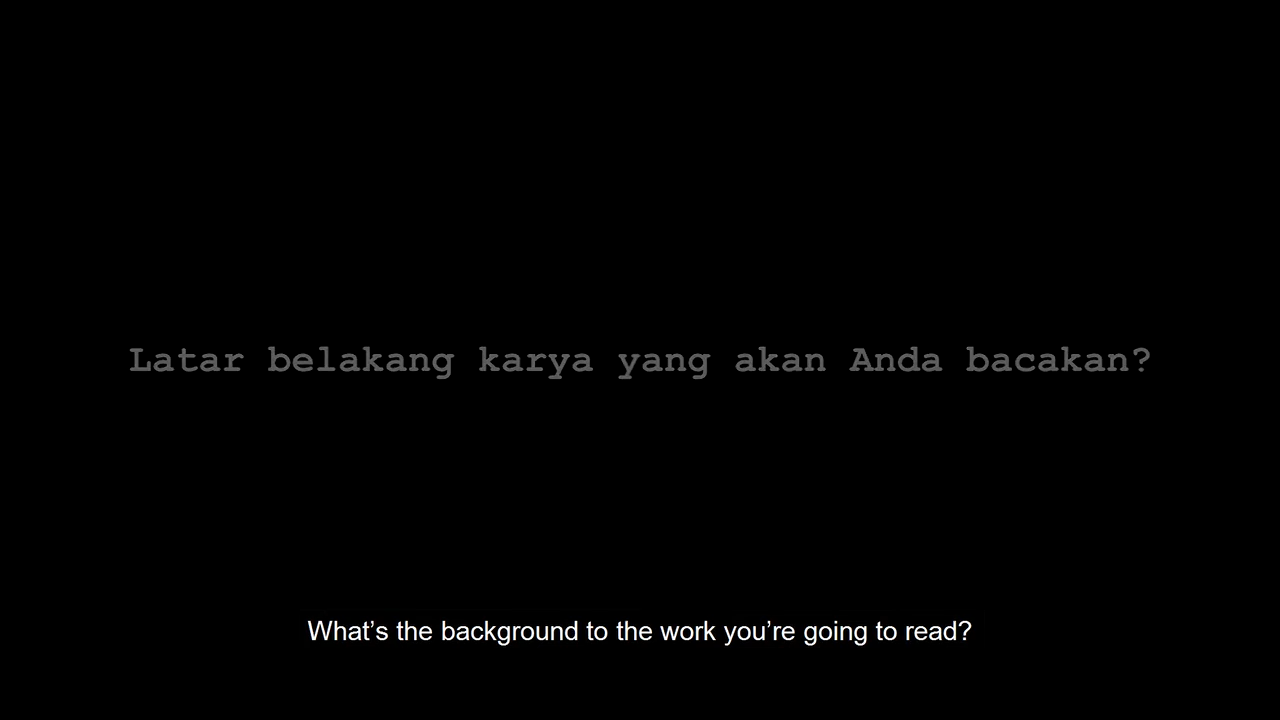 Latar belakang karya yang akan Anda bacakan?
What’s the background to the work you’re going to read?